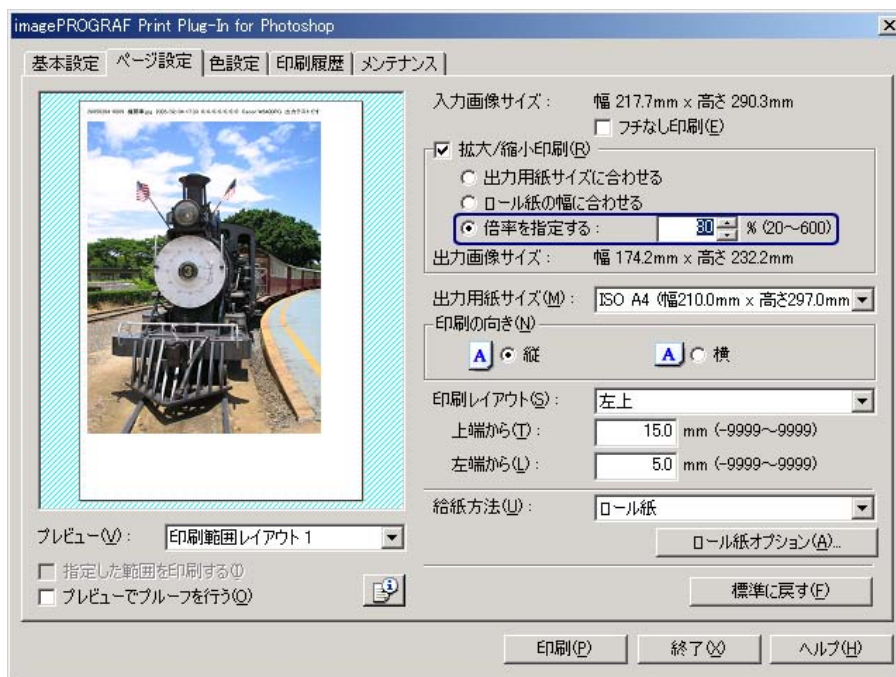 imagePROGRAF Print Plug-In for Photoshop
基本設定 ページ設定 色設定 印刷履歴 メンテナンス
入力画像サイズ： 幅 217.7mm x 高さ 290.3mm
フチなし印刷(E)
拡大/縮小印刷(R)
出力用紙サイズに合わせる
ロール紙の幅に合わせる
倍率を指定する： 80 % (20～600)
出力画像サイズ： 幅 174.2mm x 高さ 232.2mm
出力用紙サイズ(M)： ISO A4 (幅210.0mm x 高さ297.0mm
印刷の向き(N)
A 縦 A 横
印刷レイアウト(S)： 左上
上端から(T)： 15.0 mm (-9999～9999)
左端から(L)： 5.0 mm (-9999～9999)
給紙方法(U)： ロール紙
ロール紙オプション(A)...
プレビュー(V)： 印刷範囲レイアウト 1
指定した範囲を印刷する(I)
プレビューでプルーフを行う(O)
標準に戻す(F)
印刷(P) 終了(X) ヘルプ(H)
3